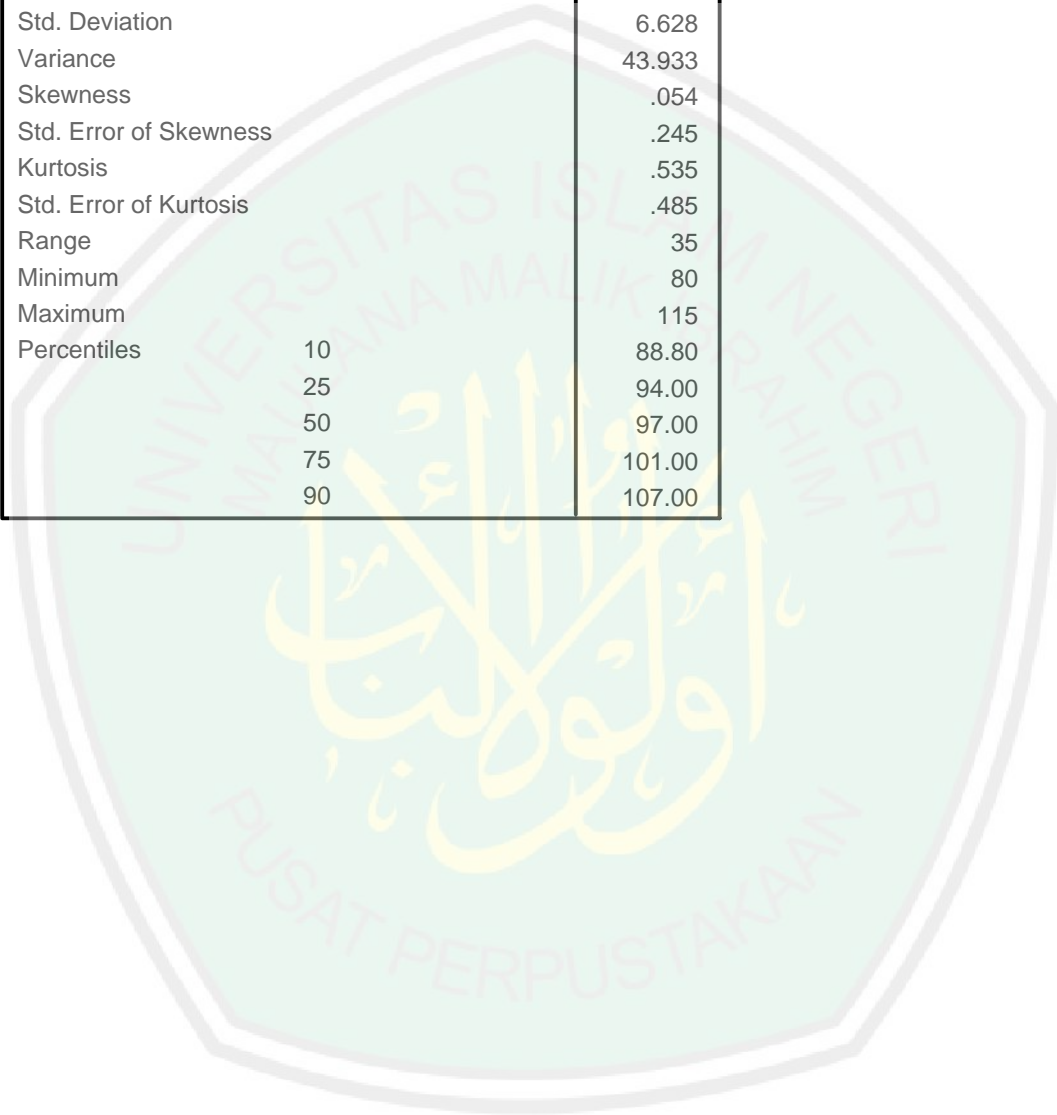 Std. Deviation 6.628
Variance 43.933
Skewness .054
Std. Error of Skewness .245
Kurtosis .535
Std. Error of Kurtosis .485
Range 35
Minimum 80
Maximum 115
Percentiles 10 88.80
25 94.00
50 97.00
75 101.00
90 107.00
UNIVERSITAS ISLAM NEGERI
MAULANA MALIK IBRAHIM
أولو الألباب
PUSAT PERPUSTAKAAN